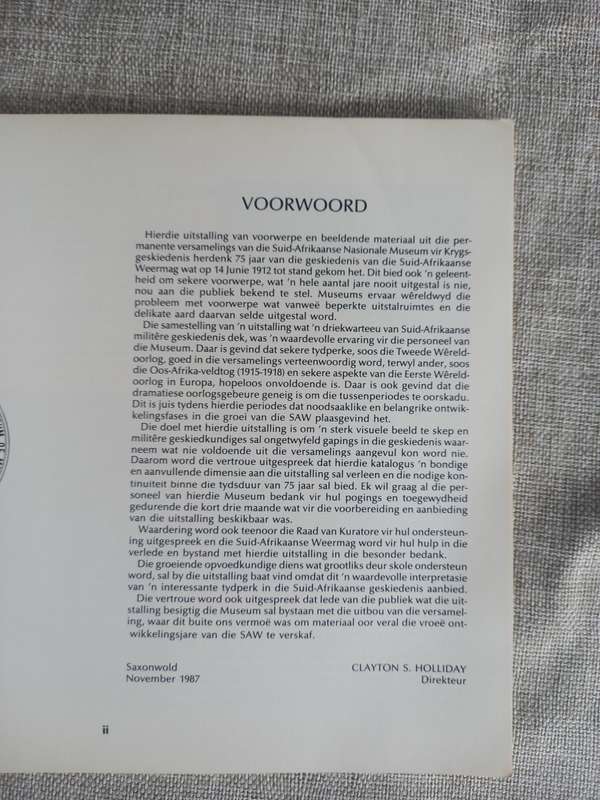 VOORWOORD
Hierdie uitstalling van voorwerpe en beeldende materiaal uit die per-
manente versamelings van die Suid-Afrikaanse Nasionale Museum vir Krygs-
geskiedenis herdenk 75 jaar van die geskiedenis van die Suid-Afrikaanse
Weermag wat op 14 Junie 1912 tot stand gekom het. Dit bied ook 'n geleent-
heid om sekere voorwerpe, wat 'n hele aantal jare nooit uitgestal is nie,
nou aan die publiek bekend te stel. Museums ervaar wêreldwyd die
probleem met voorwerpe wat vanweë beperkte uitstalruimtes en die
delikate aard daarvan selde uitgestal word.
Die samestelling van 'n uitstalling wat 'n driekwarteeu van Suid-Afrikaanse
militêre geskiedenis dek, was 'n waardevolle ervaring vir die personeel van
die Museum. Daar is gevind dat sekere tydperke, soos die Tweede Wêreld-
oorlog, goed in die versamelings verteenwoordig word, terwyl ander, soos
die Oos-Afrika-veldtog (1915-1918) en sekere aspekte van die Eerste Wêreld-
oorlog in Europa, hopeloos onvoldoende is. Daar is ook gevind dat die
dramatiese oorlogsgebeure geneig is om die tussenperiodes te oorskadu.
Dit is juis tydens hierdie periodes dat noodsaaklike en belangrike ontwik-
kelingsfases in die groei van die SAW plaasgevind het.
Die doel met hierdie uitstalling is om 'n sterk visuele beeld te skep en
militêre geskiedkundiges sal ongetwyfeld gapings in die geskiedenis waar-
neem wat nie voldoende uit die versamelings aangevul kon word nie.
Daarom word die vertroue uitgespreek dat hierdie katalogus 'n bondige
en aanvullende dimensie aan die uitstalling sal verleen en die nodige kon-
tinuïteit binne die tydsduur van 75 jaar sal bied. Ek wil graag al die per-
soneel van hierdie Museum bedank vir hul pogings en toegewydheid
gedurende die kort drie maande wat vir die voorbereiding en aanbieding
van die uitstalling beskikbaar was.
Waardering word ook teenoor die Raad van Kuratore vir hul ondersteun-
ing uitgespreek en die Suid-Afrikaanse Weermag word vir hul hulp in die
verlede en bystand met hierdie uitstalling in die besonder bedank.
Die groeiende opvoedkundige diens wat grootliks deur skole ondersteun
word, sal by die uitstalling baat vind omdat dit 'n waardevolle interpretasie
van 'n interessante tydperk in die Suid-Afrikaanse geskiedenis aanbied.
Die vertroue word ook uitgespreek dat lede van die publiek wat die uit-
stalling besigtig die Museum sal bystaan met die uitbou van die versamel-
ing, waar dit buite ons vermoë was om materiaal oor veral die vroeë ont-
wikkelingsjare van die SAW te verskaf.
Saxonwold
November 1987
CLAYTON S. HOLLIDAY
Direkteur
ii